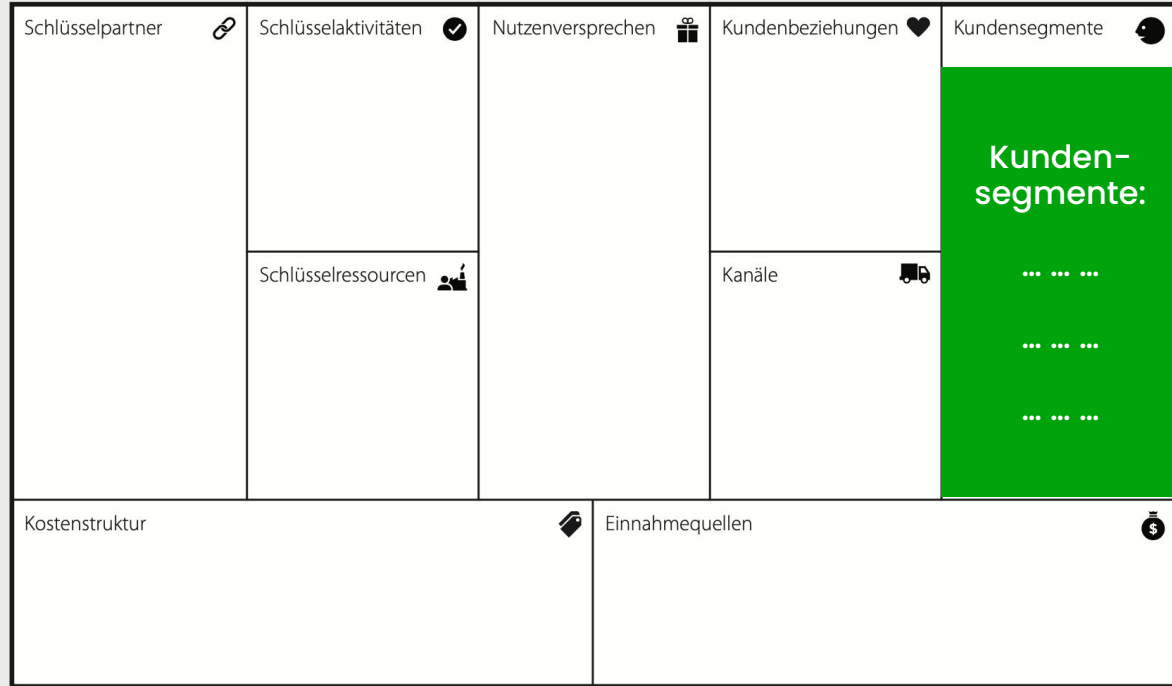 Schlüsselpartner
Schlüsselaktivitäten
Nutzenversprechen
Kundenbeziehungen
Kundensegmente
Kunden-
segmente:
... ... ...
... ... ...
... ... ...
Schlüsselressourcen
Kanäle
Kostenstruktur
Einnahmequellen
$